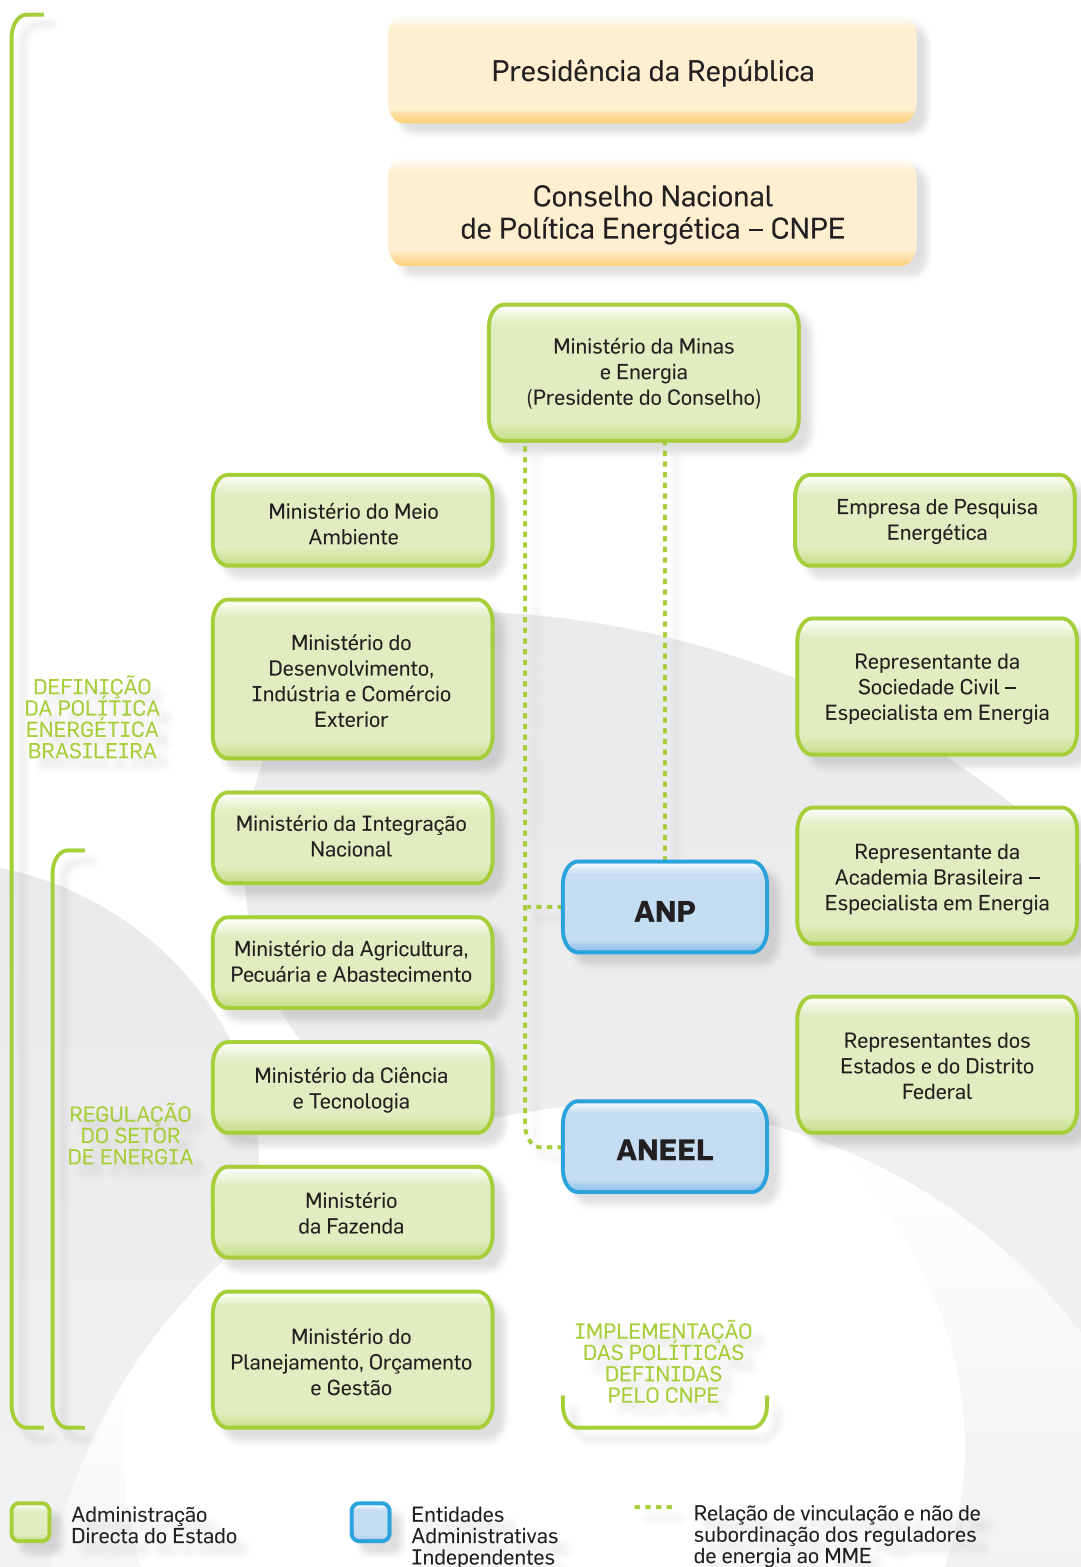 Presidência da República
Conselho Nacional
de Política Energética – CNPE
Ministério da Minas
e Energia
(Presidente do Conselho)
Ministério do Meio
Ambiente
Ministério do
Desenvolvimento,
Indústria e Comércio
Exterior
Ministério da Integração
Nacional
Ministério da Agricultura,
Pecuária e Abastecimento
Ministério da Ciência
e Tecnologia
Ministério
da Fazenda
Ministério do
Planejamento, Orçamento
e Gestão
Empresa de Pesquisa
Energética
Representante da
Sociedade Civil –
Especialista em Energia
Representante da
Academia Brasileira –
Especialista em Energia
Representantes dos
Estados e do Distrito
Federal
ANP
ANEEL
DEFINIÇÃO
DA POLÍTICA
ENERGÉTICA
BRASILEIRA
REGULAÇÃO
DO SETOR
DE ENERGIA
IMPLEMENTAÇÃO
DAS POLÍTICAS
DEFINIDAS
PELO CNPE
Administração
Directa do Estado
Entidades
Administrativas
Independentes
Relação de vinculação e não de
subordinação dos reguladores
de energia ao MME